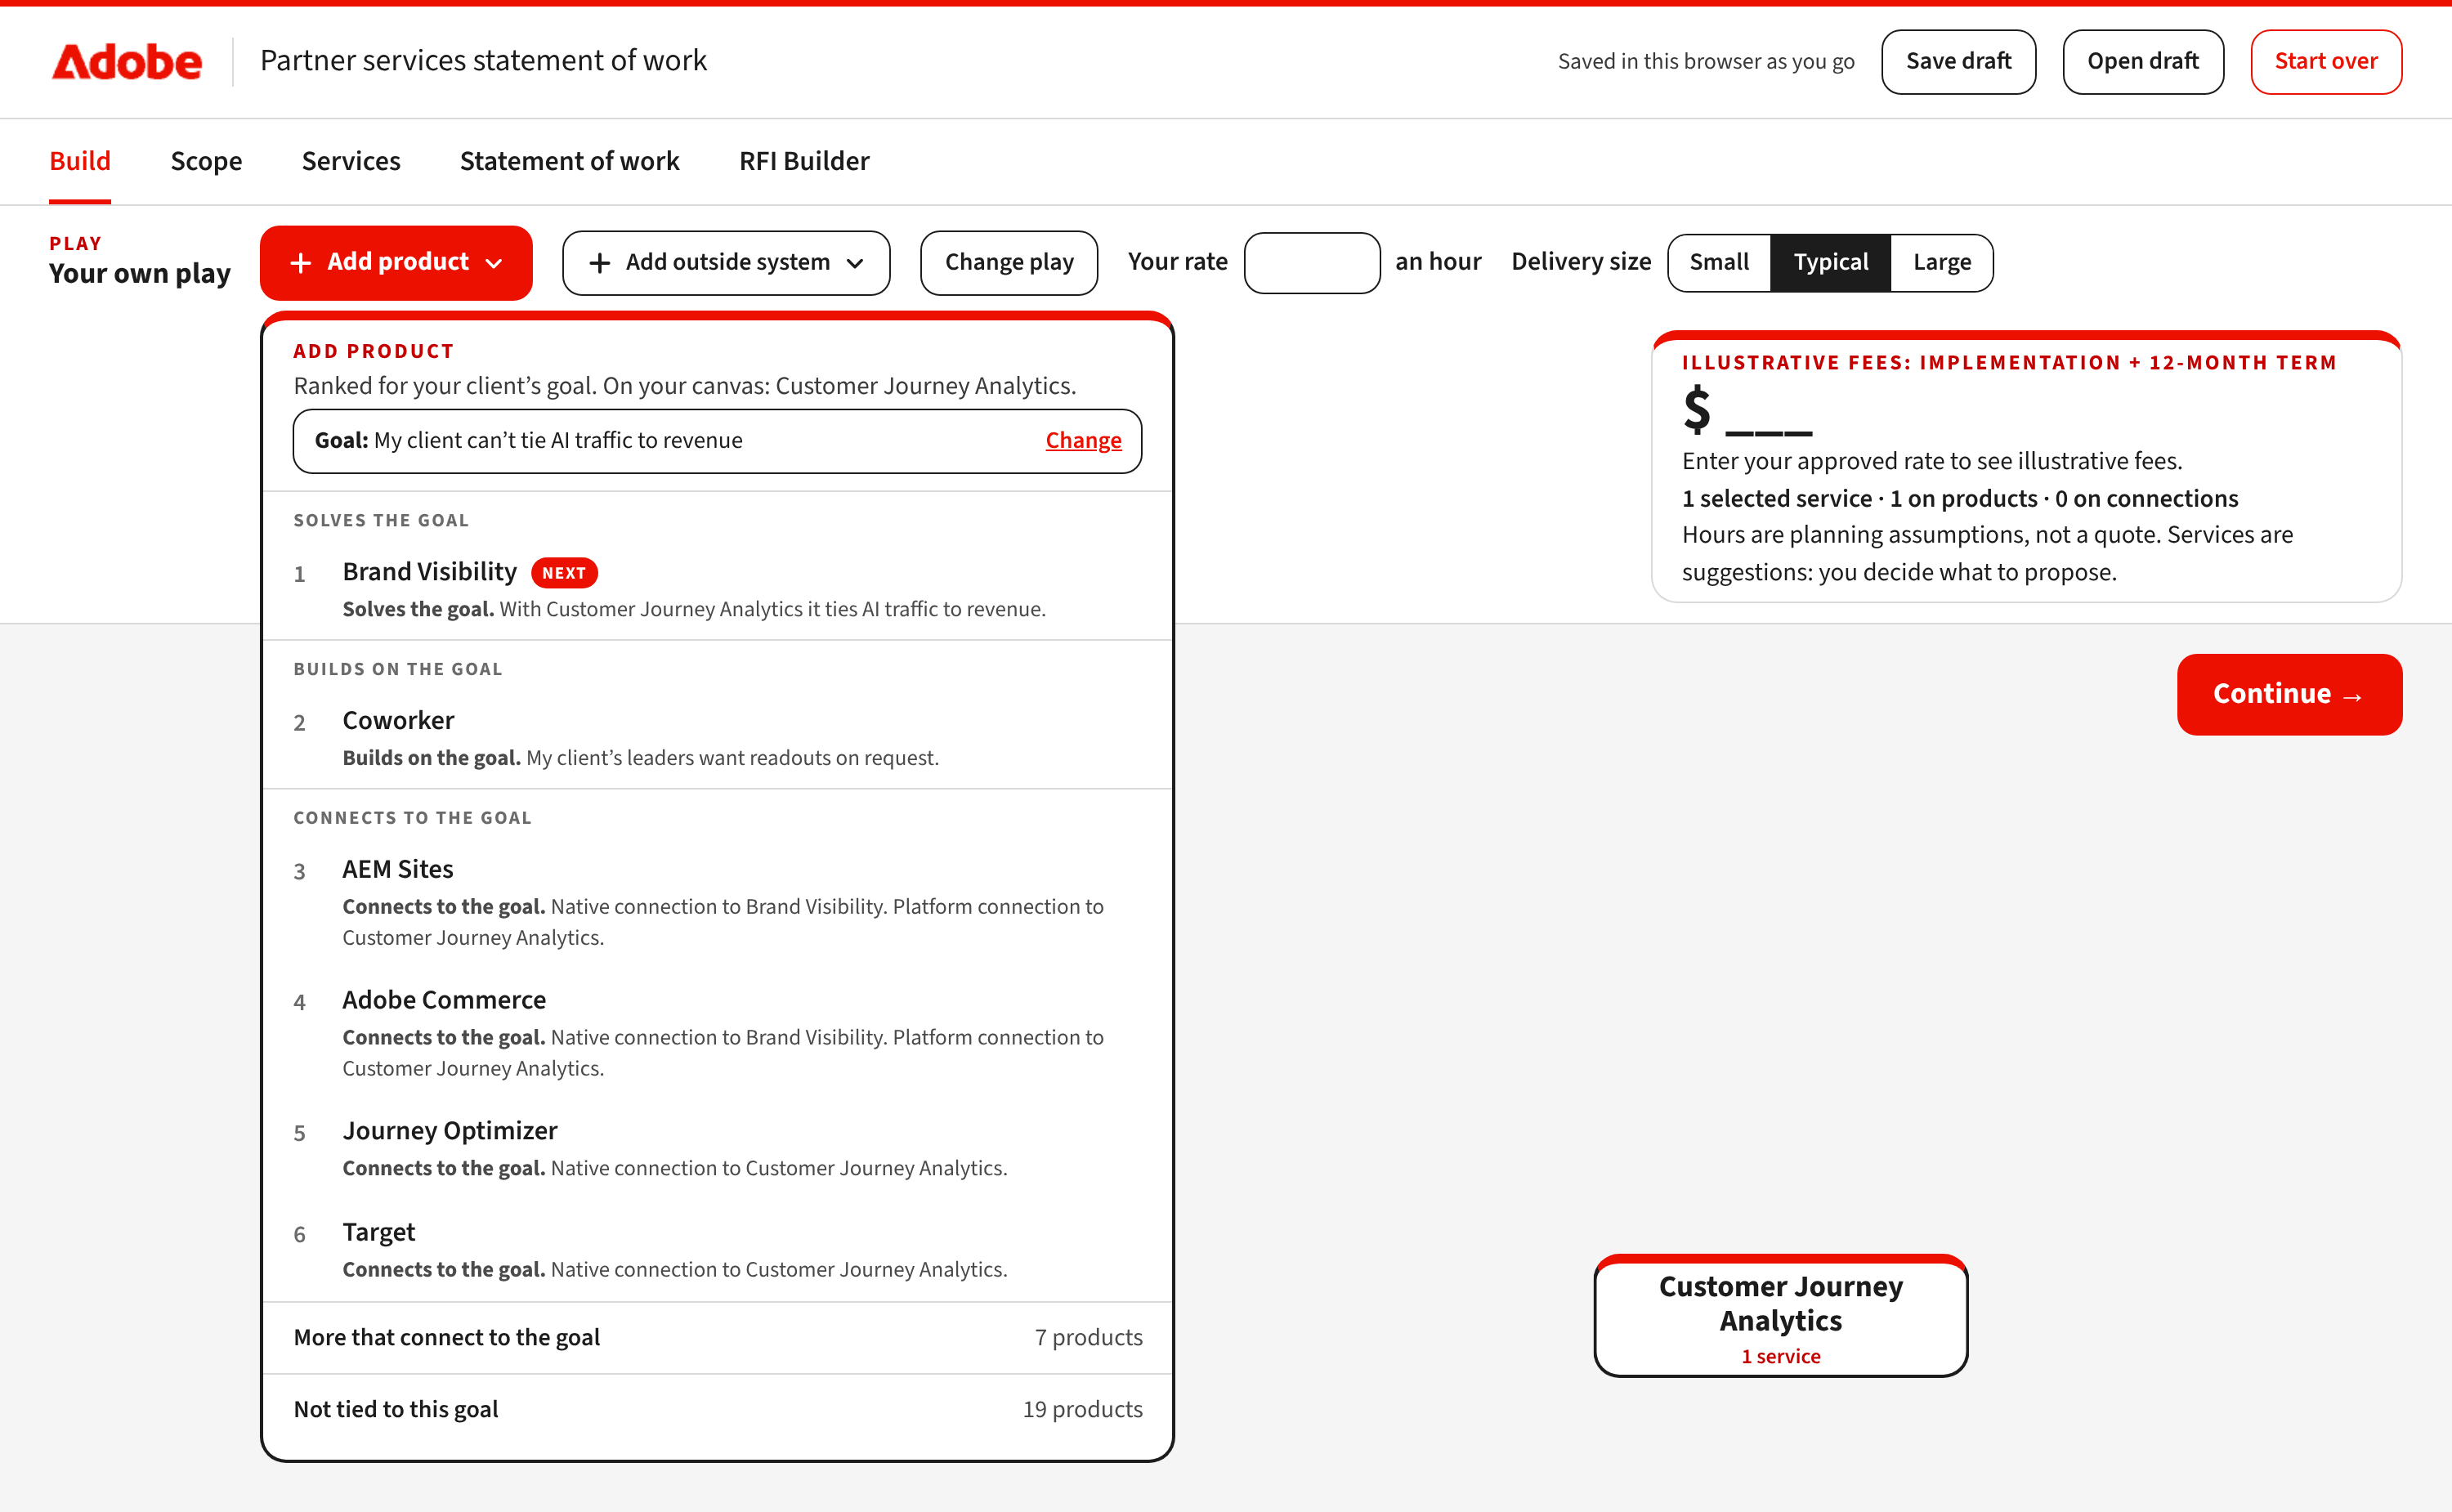 Adobe
Partner services statement of work
Saved in this browser as you go
Save draft
Open draft
Start over
Build
Scope
Services
Statement of work
RFI Builder
PLAY
Your own play
+ Add product
+ Add outside system
Change play
Your rate
an hour
Delivery size
Small
Typical
Large
ADD PRODUCT
Ranked for your client’s goal. On your canvas: Customer Journey Analytics.
Goal: My client can’t tie AI traffic to revenue
Change
SOLVES THE GOAL
1 Brand Visibility NEXT
Solves the goal. With Customer Journey Analytics it ties AI traffic to revenue.
BUILDS ON THE GOAL
2 Coworker
Builds on the goal. My client’s leaders want readouts on request.
CONNECTS TO THE GOAL
3 AEM Sites
Connects to the goal. Native connection to Brand Visibility. Platform connection to
Customer Journey Analytics.
4 Adobe Commerce
Connects to the goal. Native connection to Brand Visibility. Platform connection to
Customer Journey Analytics.
5 Journey Optimizer
Connects to the goal. Native connection to Customer Journey Analytics.
6 Target
Connects to the goal. Native connection to Customer Journey Analytics.
More that connect to the goal 7 products
Not tied to this goal 19 products
ILLUSTRATIVE FEES: IMPLEMENTATION + 12-MONTH TERM
$ ___
Enter your approved rate to see illustrative fees.
1 selected service · 1 on products · 0 on connections
Hours are planning assumptions, not a quote. Services are
suggestions: you decide what to propose.
Continue →
Customer Journey
Analytics
1 service